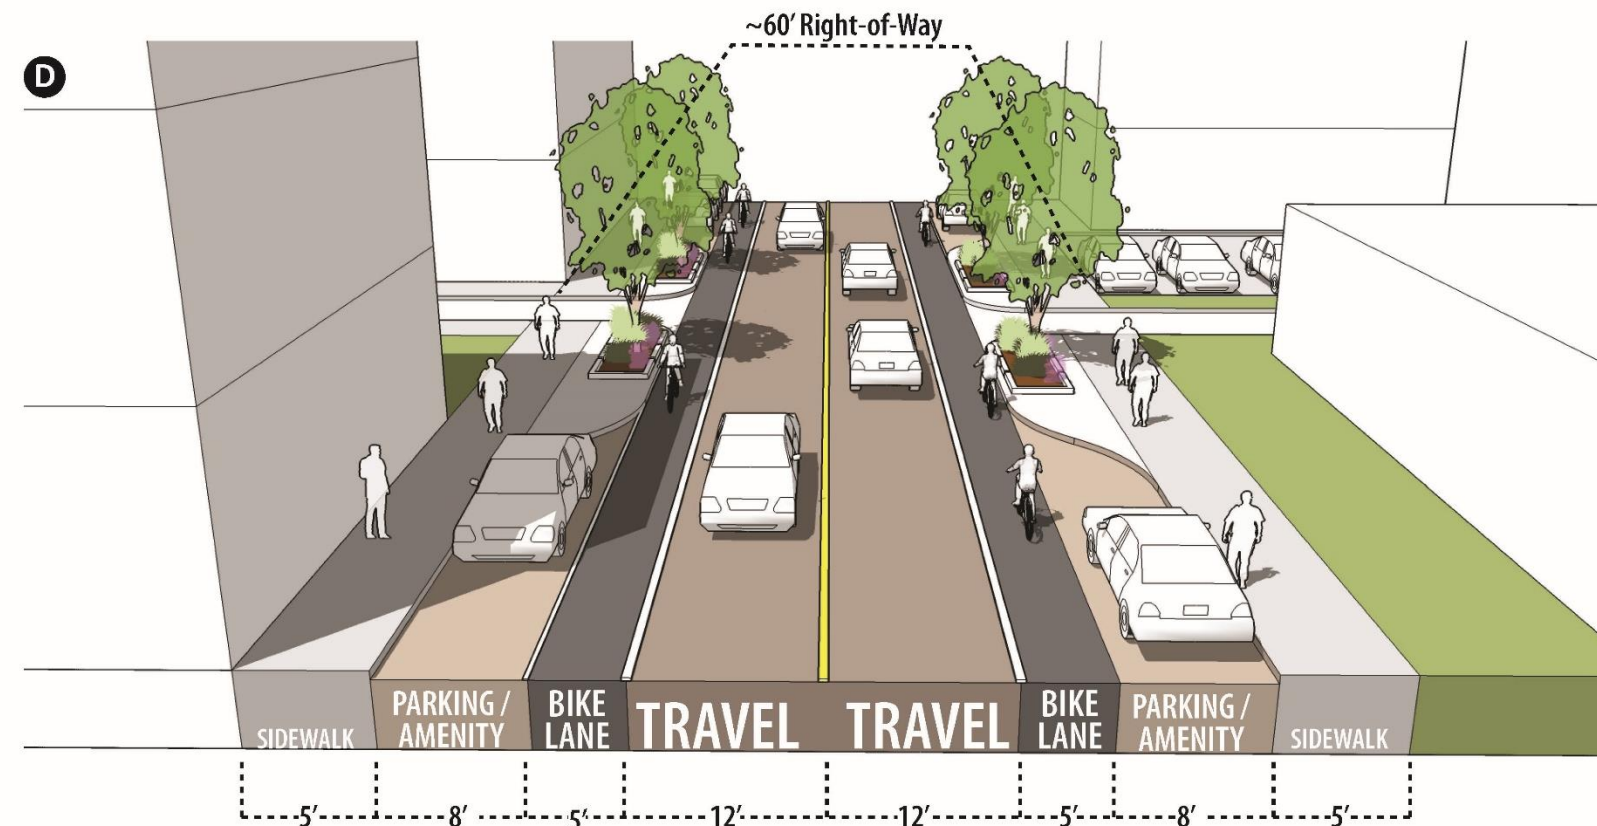 ~60' Right-of-Way
D
SIDEWALK
PARKING /
AMENITY
BIKE
LANE
TRAVEL
TRAVEL
BIKE
LANE
PARKING /
AMENITY
SIDEWALK
5'
8'
5'
12'
12'
5'
8'
5'